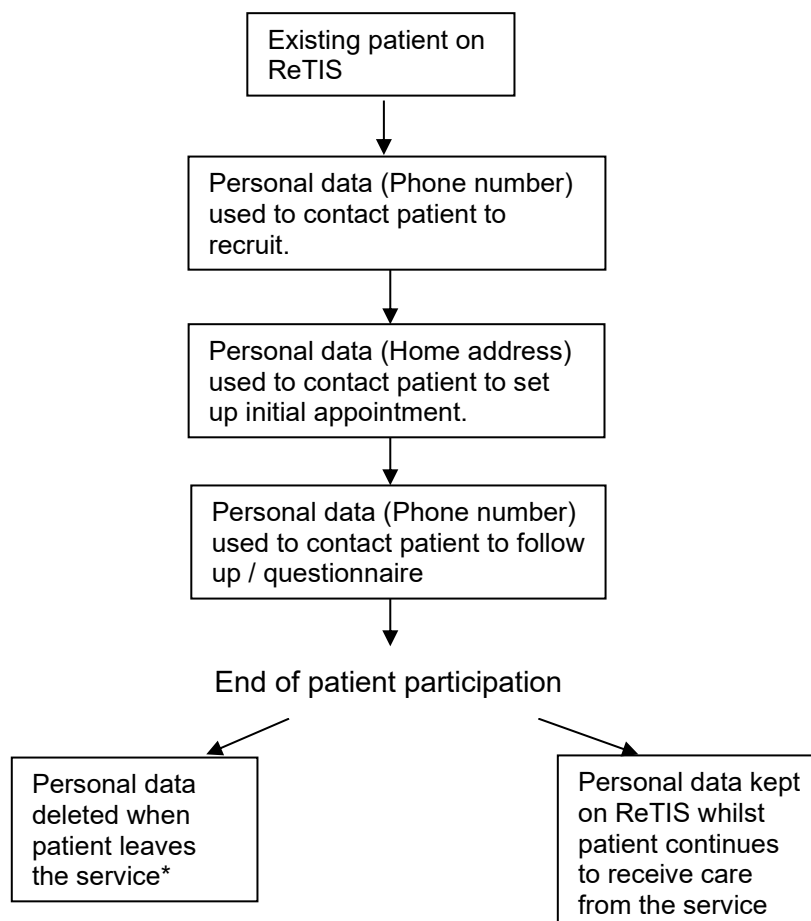 Existing patient on
ReTIS
Personal data (Phone number)
used to contact patient to
recruit.
Personal data (Home address)
used to contact patient to set
up initial appointment.
Personal data (Phone number)
used to contact patient to follow
up / questionnaire
End of patient participation
Personal data
deleted when
patient leaves
the service*
Personal data kept
on ReTIS whilst
patient continues
to receive care
from the service